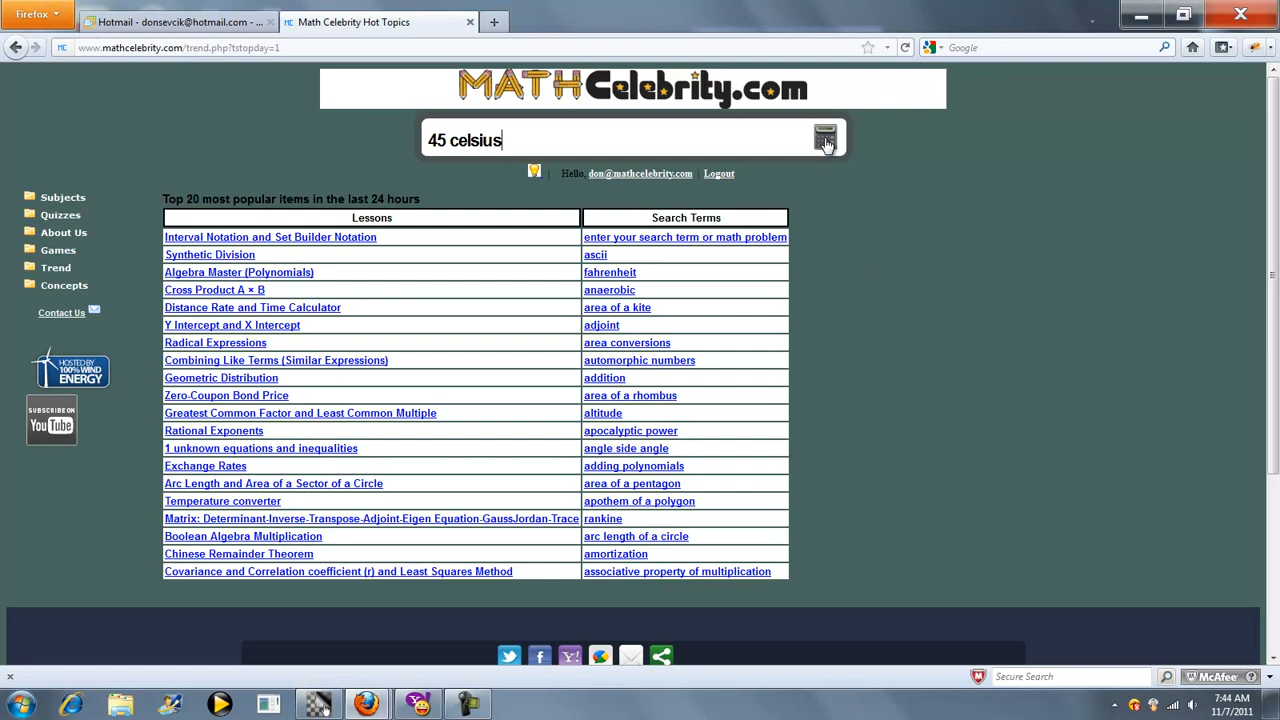 Firefox
Hotmail - donsevcik@hotmail.com - ...
Math Celebrity Hot Topics
www.mathcelebrity.com/trend.php?tstopday=1
Google
MATHCelebrity.com
45 celsius
| Hello, don@mathcelebrity.com | Logout
Subjects
Quizzes
About Us
Games
Trend
Concepts
Contact Us
HOSTED BY
100% WIND
ENERGY
SUBSCRIBE ON
YouTube
Top 20 most popular items in the last 24 hours
Lessons Search Terms
Interval Notation and Set Builder Notation enter your search term or math problem
Synthetic Division ascii
Algebra Master (Polynomials) fahrenheit
Cross Product A × B anaerobic
Distance Rate and Time Calculator area of a kite
Y Intercept and X Intercept adjoint
Radical Expressions area conversions
Combining Like Terms (Similar Expressions) automorphic numbers
Geometric Distribution addition
Zero-Coupon Bond Price area of a rhombus
Greatest Common Factor and Least Common Multiple altitude
Rational Exponents apocalyptic power
1 unknown equations and inequalities angle side angle
Exchange Rates adding polynomials
Arc Length and Area of a Sector of a Circle area of a pentagon
Temperature converter apothem of a polygon
Matrix: Determinant-Inverse-Transpose-Adjoint-Eigen Equation-GaussJordan-Trace rankine
Boolean Algebra Multiplication arc length of a circle
Chinese Remainder Theorem amortization
Covariance and Correlation coefficient (r) and Least Squares Method associative property of multiplication
Secure Search
McAfee
7:44 AM
11/7/2011